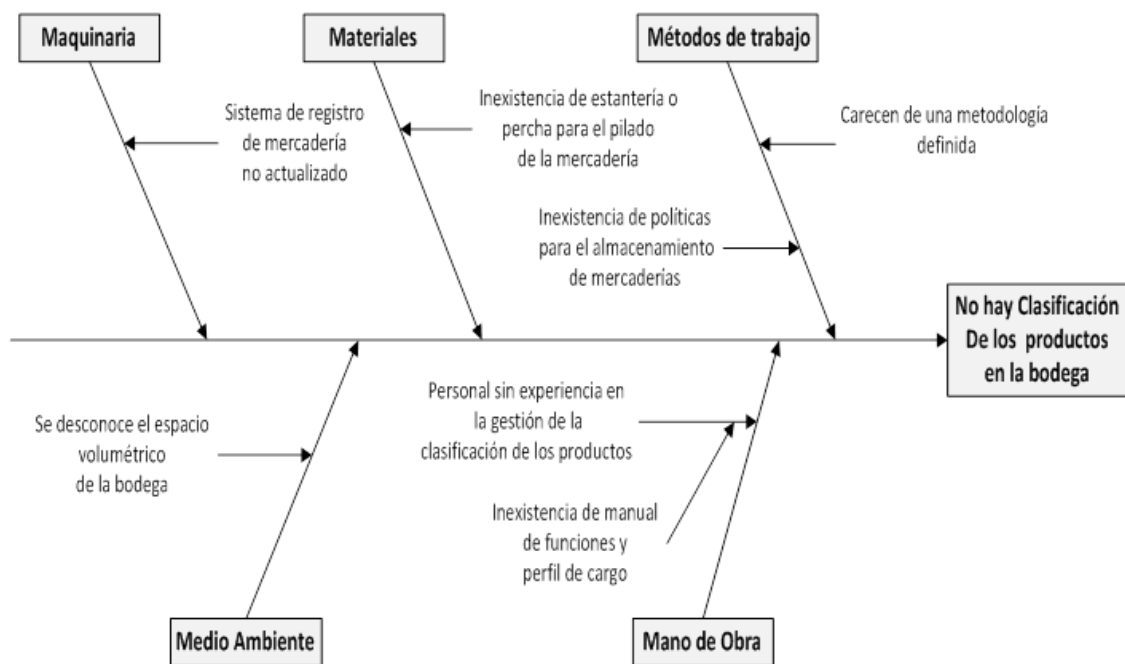 Maquinaria
Materiales
Métodos de trabajo
Sistema de registro
de mercadería
no actualizado
Inexistencia de estantería o
percha para el pilado
de la mercadería
Carecen de una metodología
definida
Inexistencia de políticas
para el almacenamiento
de mercaderías
No hay Clasificación
De los productos
en la bodega
Se desconoce el espacio
volumétrico
de la bodega
Personal sin experiencia en
la gestión de la
clasificación de los productos
Inexistencia de manual
de funciones y
perfil de cargo
Medio Ambiente
Mano de Obra